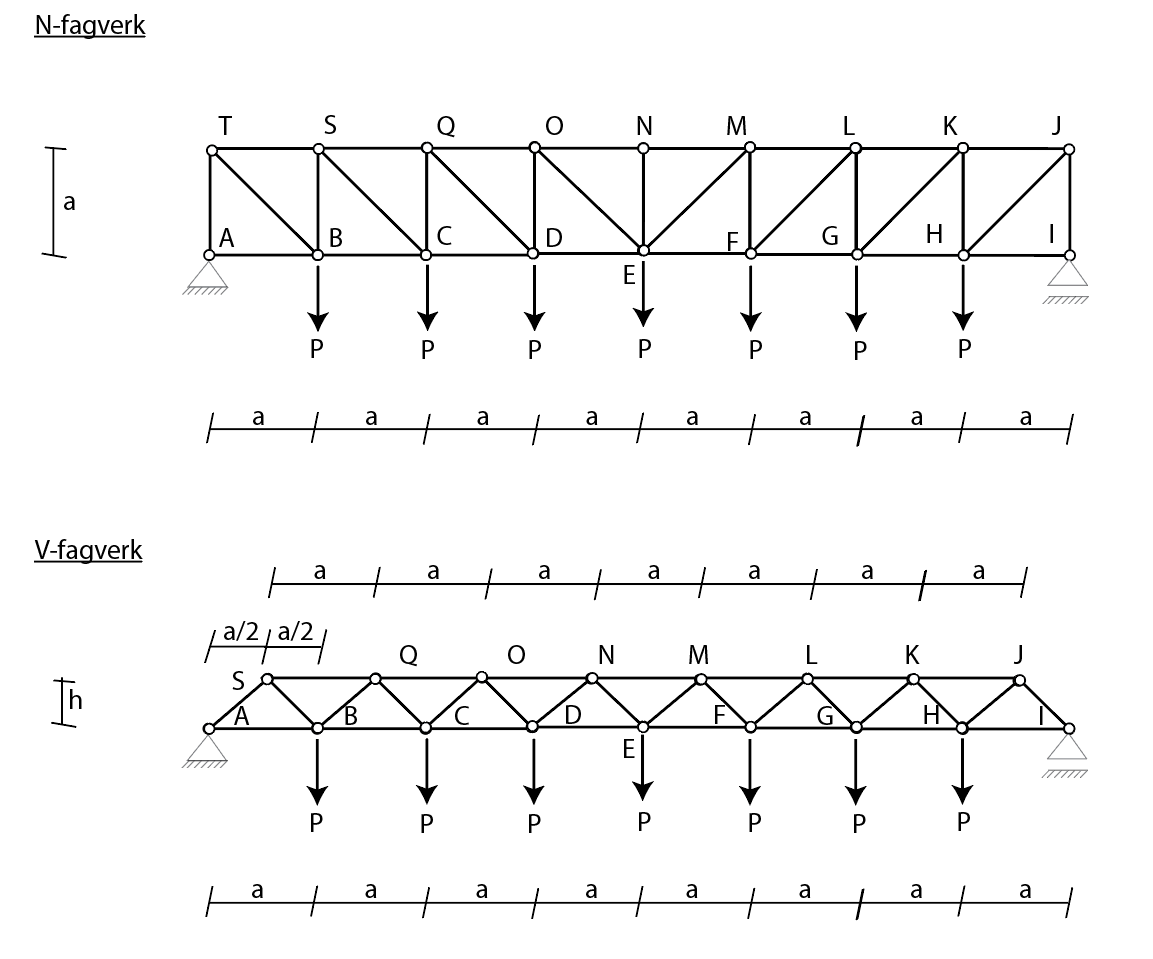 N-fagverk
T S Q O N M L K J
a
A B C D E F G H I
P P P P P P P
a a a a a a a a
V-fagverk
a a a a a a a
a/2 a/2
S Q O N M L K J
h
A B C D E F G H I
P P P P P P P
a a a a a a a a